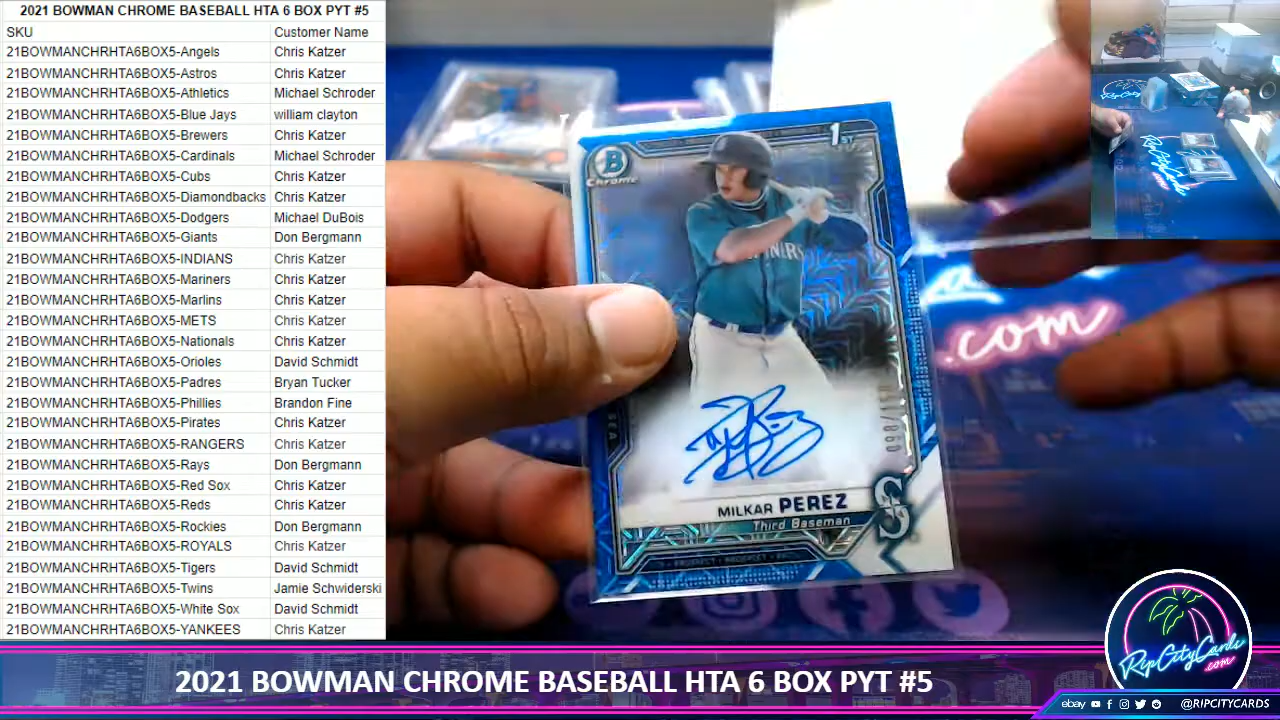 2021 BOWMAN CHROME BASEBALL HTA 6 BOX PYT #5
SKU Customer Name
21BOWMANCHRHTA6BOX5-Angels Chris Katzer
21BOWMANCHRHTA6BOX5-Astros Chris Katzer
21BOWMANCHRHTA6BOX5-Athletics Michael Schroder
21BOWMANCHRHTA6BOX5-Blue Jays william clayton
21BOWMANCHRHTA6BOX5-Brewers Chris Katzer
21BOWMANCHRHTA6BOX5-Cardinals Michael Schroder
21BOWMANCHRHTA6BOX5-Cubs Chris Katzer
21BOWMANCHRHTA6BOX5-Diamondbacks Chris Katzer
21BOWMANCHRHTA6BOX5-Dodgers Michael DuBois
21BOWMANCHRHTA6BOX5-Giants Don Bergmann
21BOWMANCHRHTA6BOX5-INDIANS Chris Katzer
21BOWMANCHRHTA6BOX5-Mariners Chris Katzer
21BOWMANCHRHTA6BOX5-Marlins Chris Katzer
21BOWMANCHRHTA6BOX5-METS Chris Katzer
21BOWMANCHRHTA6BOX5-Nationals Chris Katzer
21BOWMANCHRHTA6BOX5-Orioles David Schmidt
21BOWMANCHRHTA6BOX5-Padres Bryan Tucker
21BOWMANCHRHTA6BOX5-Phillies Brandon Fine
21BOWMANCHRHTA6BOX5-Pirates Chris Katzer
21BOWMANCHRHTA6BOX5-RANGERS Chris Katzer
21BOWMANCHRHTA6BOX5-Rays Don Bergmann
21BOWMANCHRHTA6BOX5-Red Sox Chris Katzer
21BOWMANCHRHTA6BOX5-Reds Chris Katzer
21BOWMANCHRHTA6BOX5-Rockies Don Bergmann
21BOWMANCHRHTA6BOX5-ROYALS Chris Katzer
21BOWMANCHRHTA6BOX5-Tigers David Schmidt
21BOWMANCHRHTA6BOX5-Twins Jamie Schwiderski
21BOWMANCHRHTA6BOX5-White Sox David Schmidt
21BOWMANCHRHTA6BOX5-YANKEES Chris Katzer
B
Chrome
1ST
.com
MILKAR PEREZ
Third Baseman
S
RipCityCards
RipCityCards
.com
2021 BOWMAN CHROME BASEBALL HTA 6 BOX PYT #5
ebay @RIPCITYCARDS